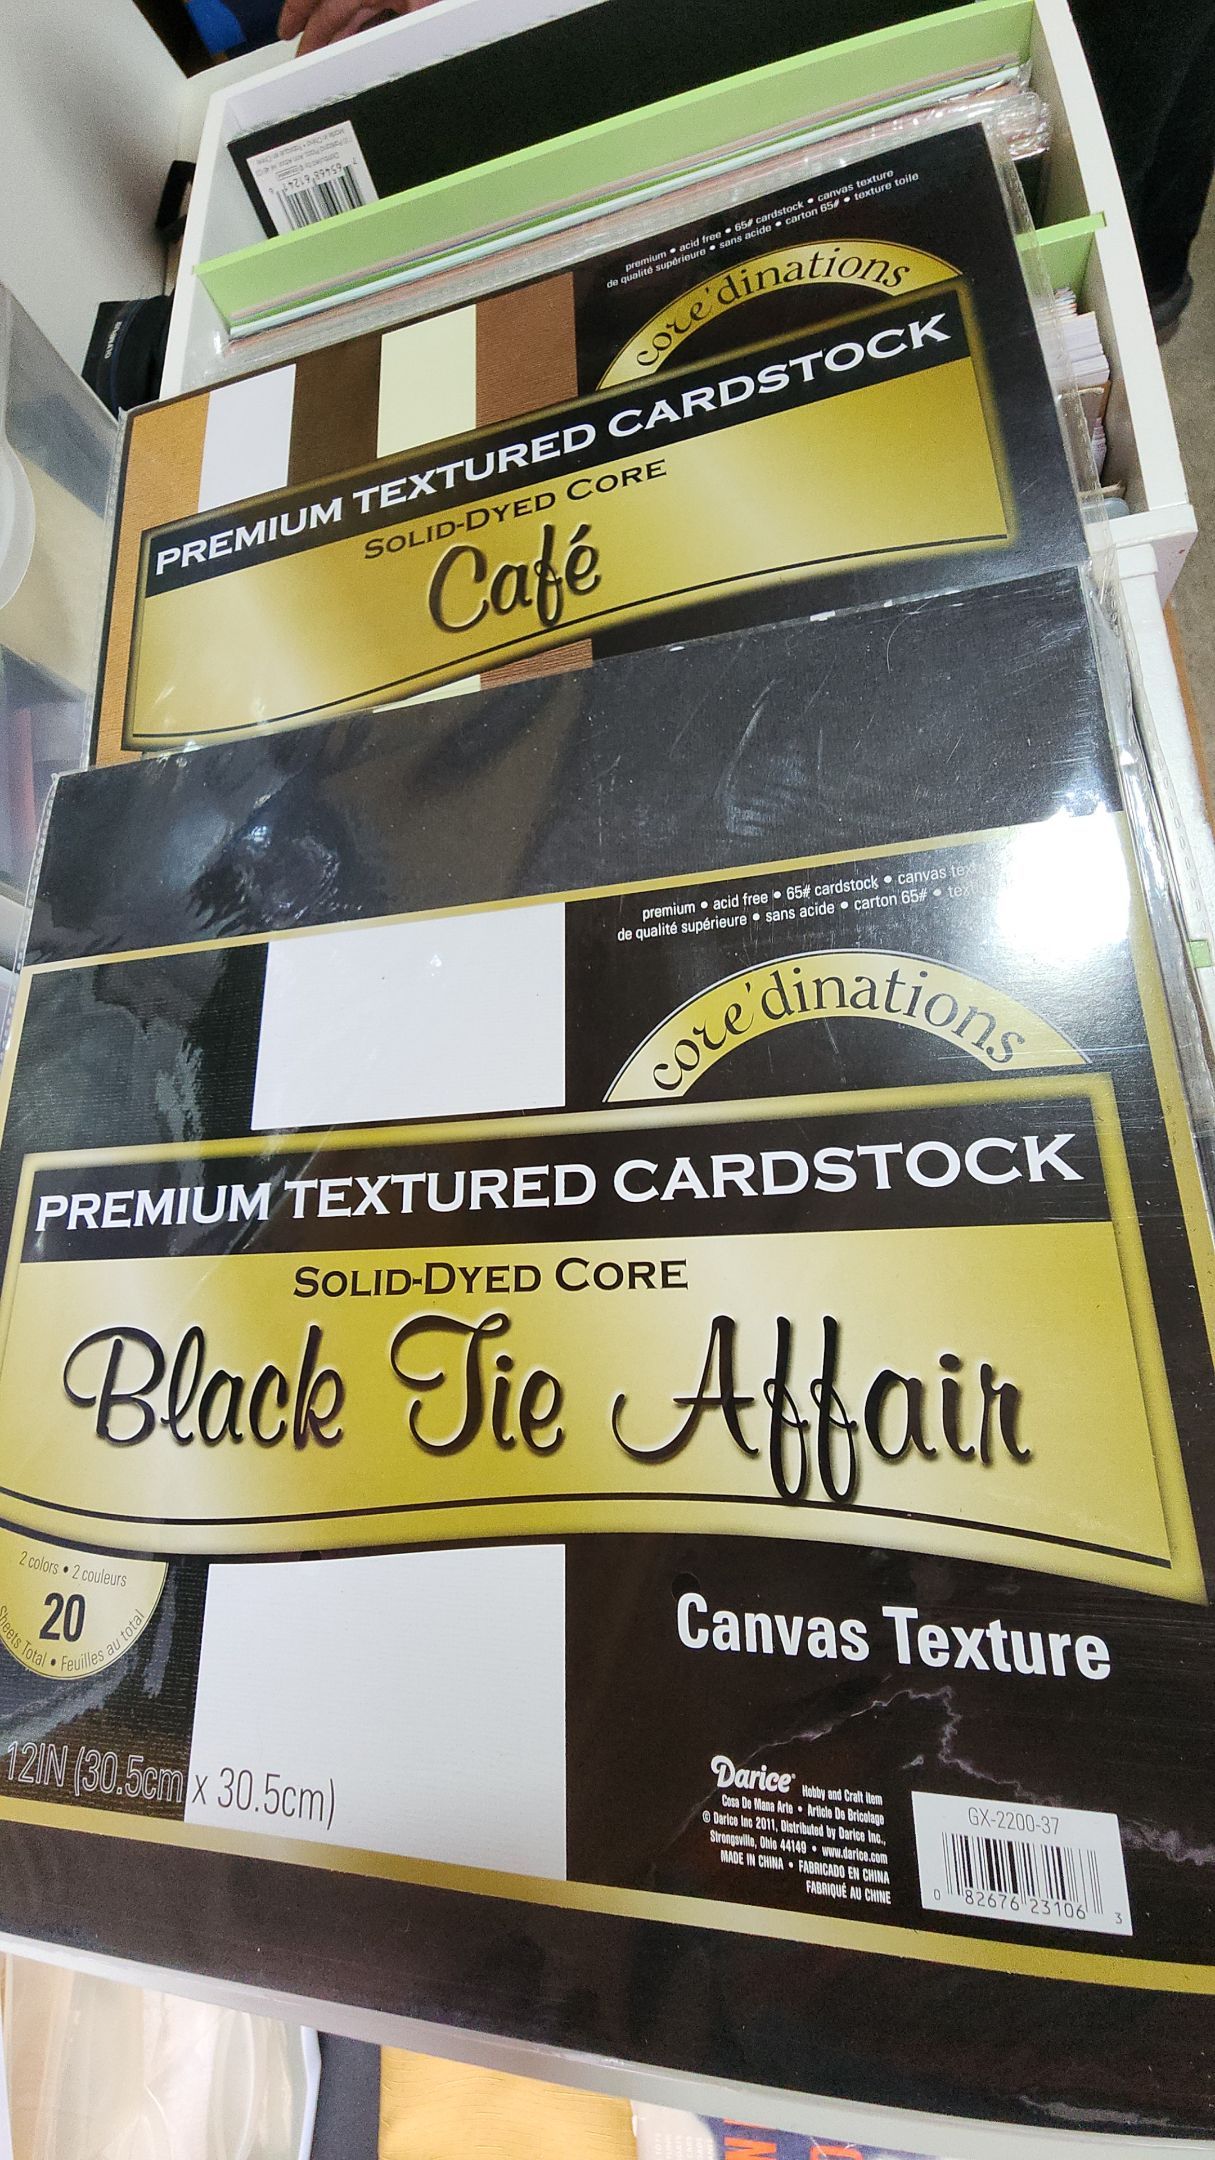 premium • acid free • 65# cardstock • canvas texture
de qualité supérieure • sans acide • carton 65# • texture toile
core'dinations
PREMIUM TEXTURED CARDSTOCK
SOLID-DYED CORE
Café
premium • acid free • 65# cardstock • canvas
de qualité supérieure • sans acide • carton 65# •
core'dinations
PREMIUM TEXTURED CARDSTOCK
SOLID-DYED CORE
Black Tie Affair
2 colors • 2 couleurs
20
Sheets Total • Feuilles au total
Canvas Texture
12IN (30.5cm x 30.5cm)
Darice® Hobby and Craft Item
Cosa De Mana Arte • Article De Bricolage
© Darice Inc 2011, Distributed by Darice Inc.,
Strongsville, Ohio 44149 • www.darice.com
MADE IN CHINA • FABRICADO EN CHINA
FABRIQUÉ AU CHINE
GX-2200-37
0 82676 23106 3